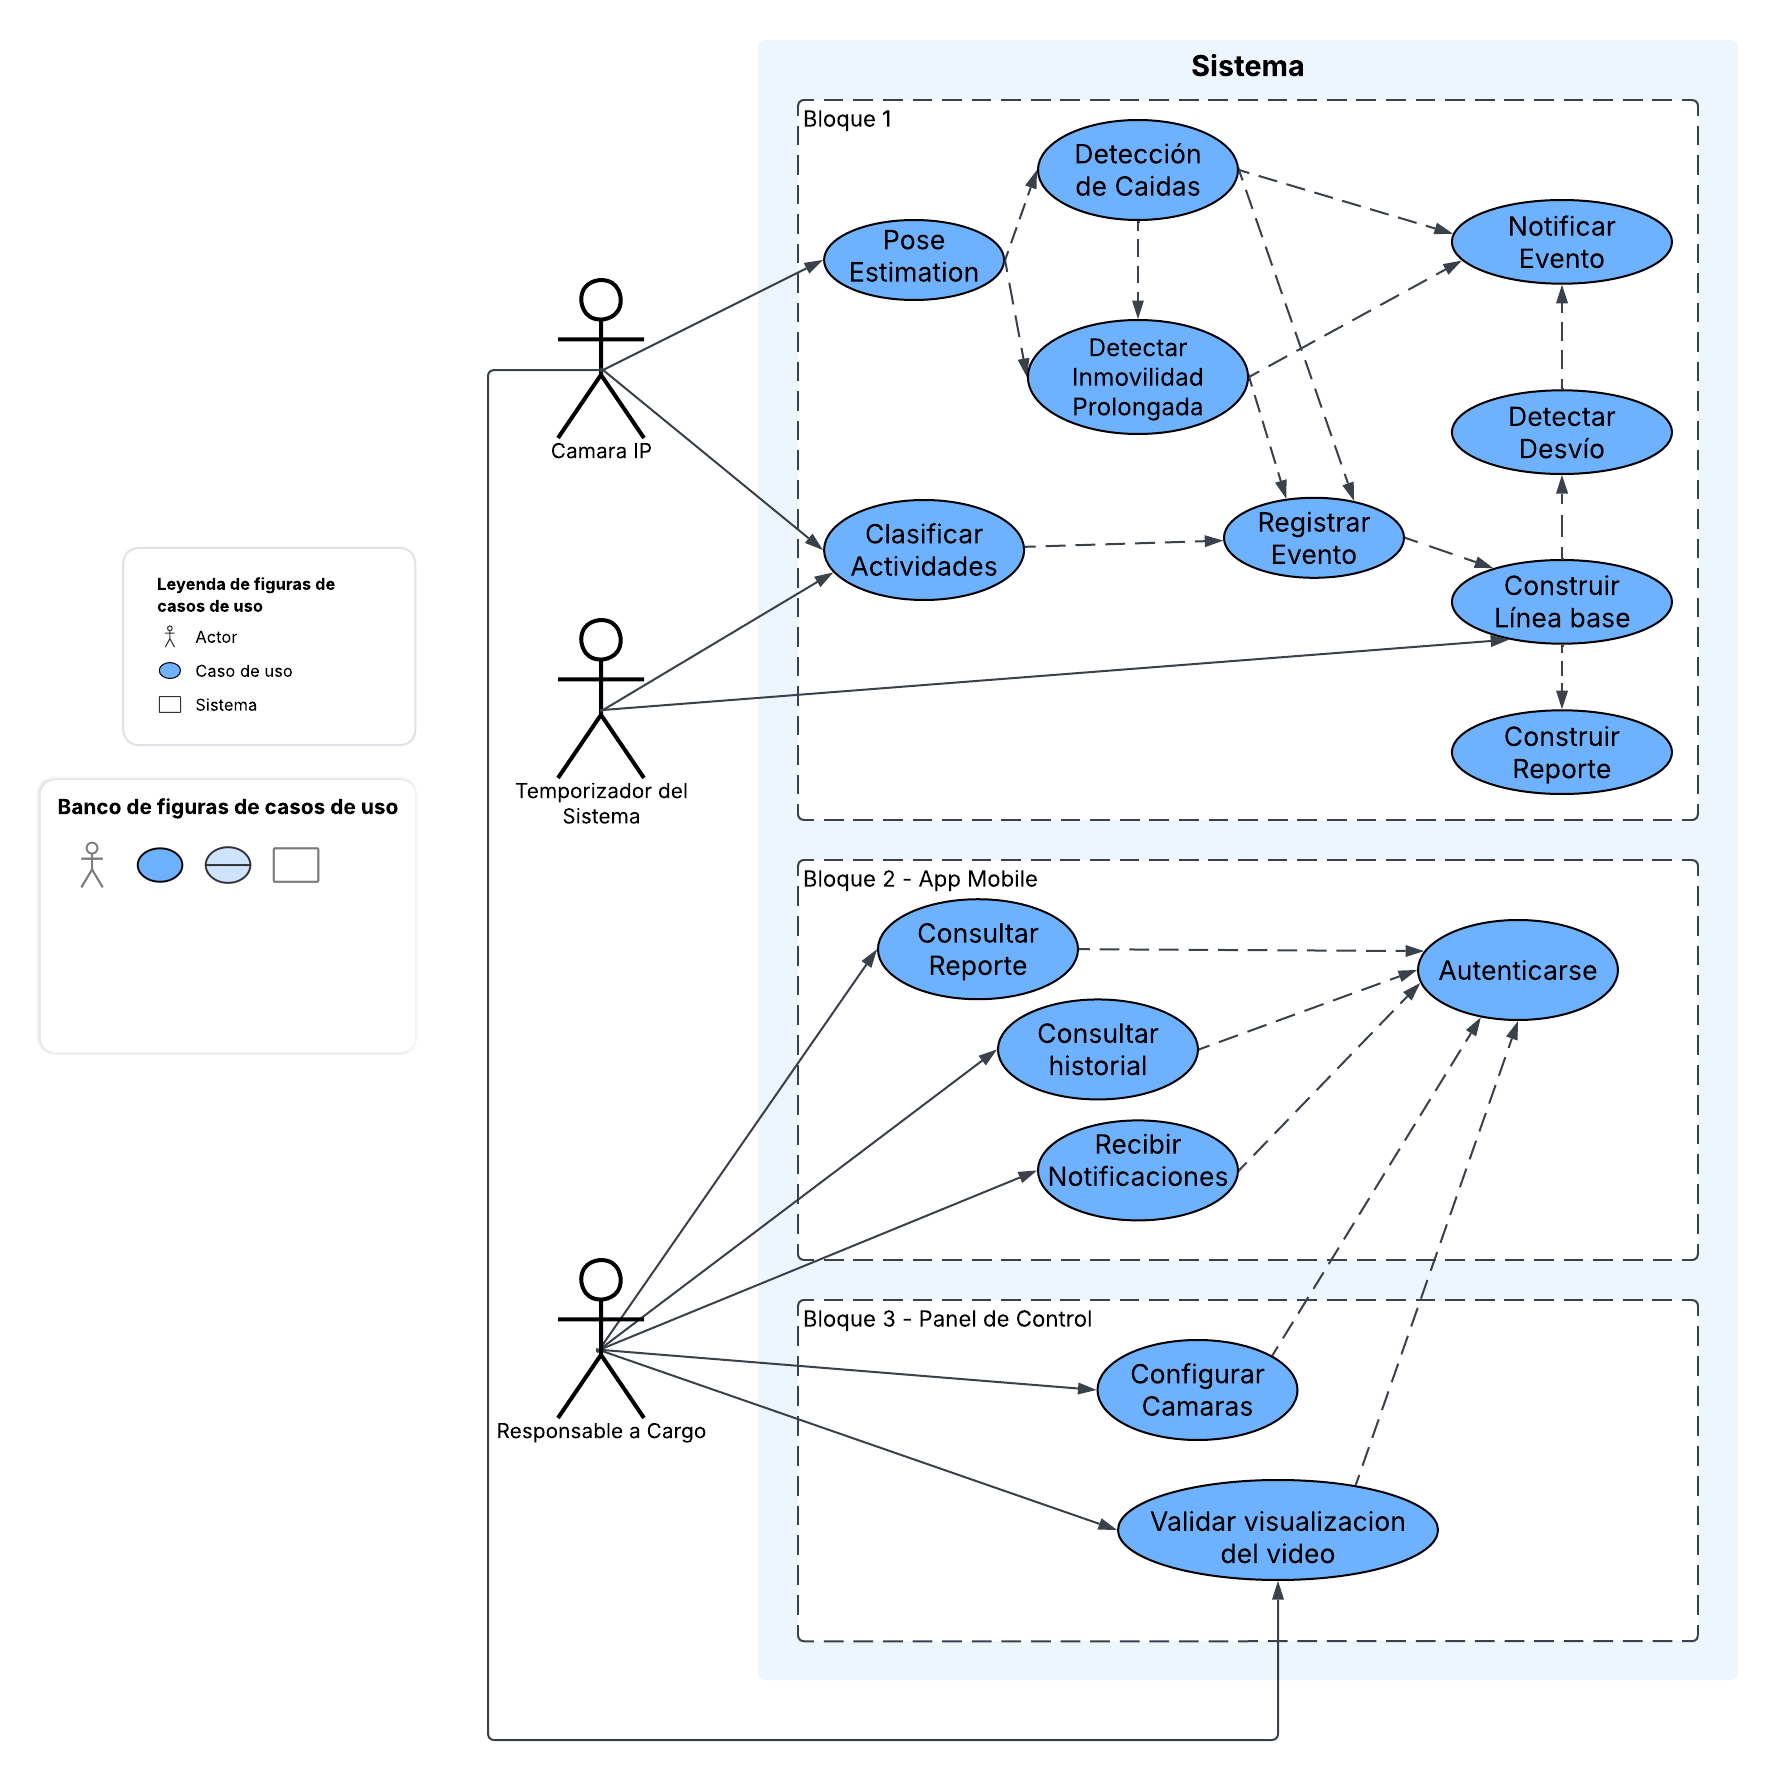 Sistema
Bloque 1
Detección
de Caidas
Pose
Estimation
Notificar
Evento
Detectar
Inmovilidad
Prolongada
Detectar
Desvío
Camara IP
Clasificar
Actividades
Registrar
Evento
Construir
Línea base
Construir
Reporte
Temporizador del
Sistema
Leyenda de figuras de
casos de uso
Actor
Caso de uso
Sistema
Banco de figuras de casos de uso
Bloque 2 - App Mobile
Consultar
Reporte
Autenticarse
Consultar
historial
Recibir
Notificaciones
Responsable a Cargo
Bloque 3 - Panel de Control
Configurar
Camaras
Validar visualizacion
del video